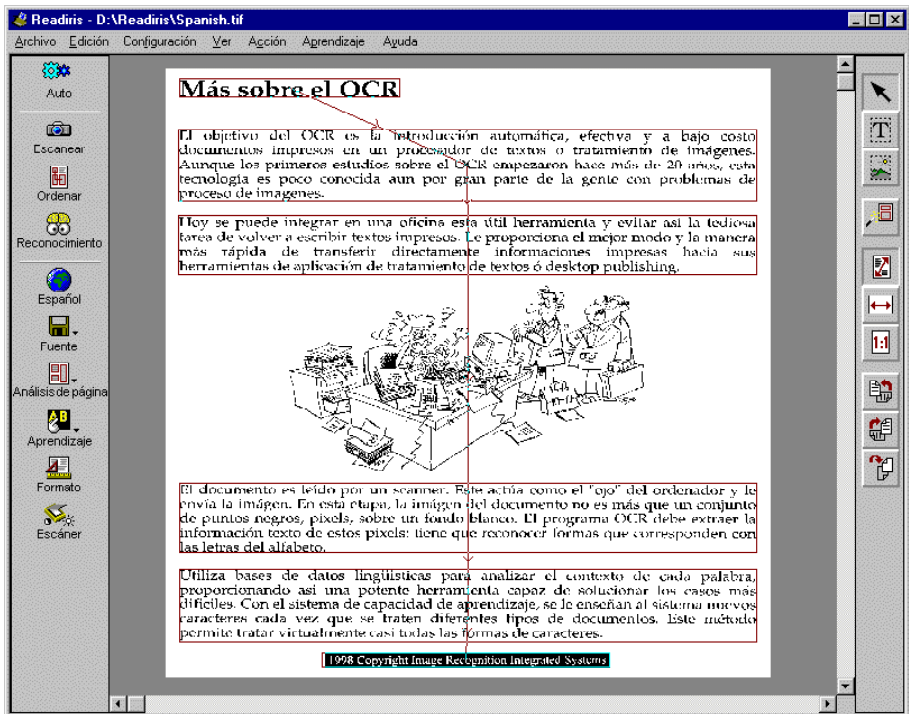 Readiris - D:\Readiris\Spanish.tif
Archivo Edición Configuración Ver Acción Aprendizaje Ayuda
Auto
Escanear
Ordenar
Reconocimiento
Español
Fuente
Análisis de página
Aprendizaje
Formato
Escáner
Más sobre el OCR
El objetivo del OCR es la introducción automática, efectiva y a bajo costo
documentos impresos en un procesador de textos o tratamiento de imágenes.
Aunque los primeros estudios sobre el OCR empezaron hace más de 20 años, esta
tecnología es poco conocida aun por gran parte de la gente con problemas de
proceso de imagenes.
Hoy se puede integrar en una oficina esta útil herramienta y evitar asi la tediosa
tarea de volver a escribir textos impresos. Le proporciona el mejor modo y la manera
más rápida de transferir directamente informaciones impresas hacia sus
herramientas de aplicación de tratamiento de textos ó desktop publishing.
El documento es leído por un scanner. Este actúa como el "ojo" del ordenador y le
envía la imágen. En esta etapa, la imágen del documento no es más que un conjunto
de puntos negros, pixels, sobre un fondo blanco. El programa OCR debe extraer la
información texto de estos pixels: tiene que reconocer formas que corresponden con
las letras del alfabeto.
Utiliza bases de datos lingüísticas para analizar el contexto de cada palabra,
proporcionando asi una potente herramienta capaz de solucionar los casos más
difíciles. Con el sistema de capacidad de aprendizaje, se le enseñan al sistema nuevos
caracteres cada vez que se traten diferentes tipos de documentos. Este método
permite tratar virtualmente casi todas las formas de caracteres.
1998 Copyright Image Recognition Integrated Systems
T
1:1